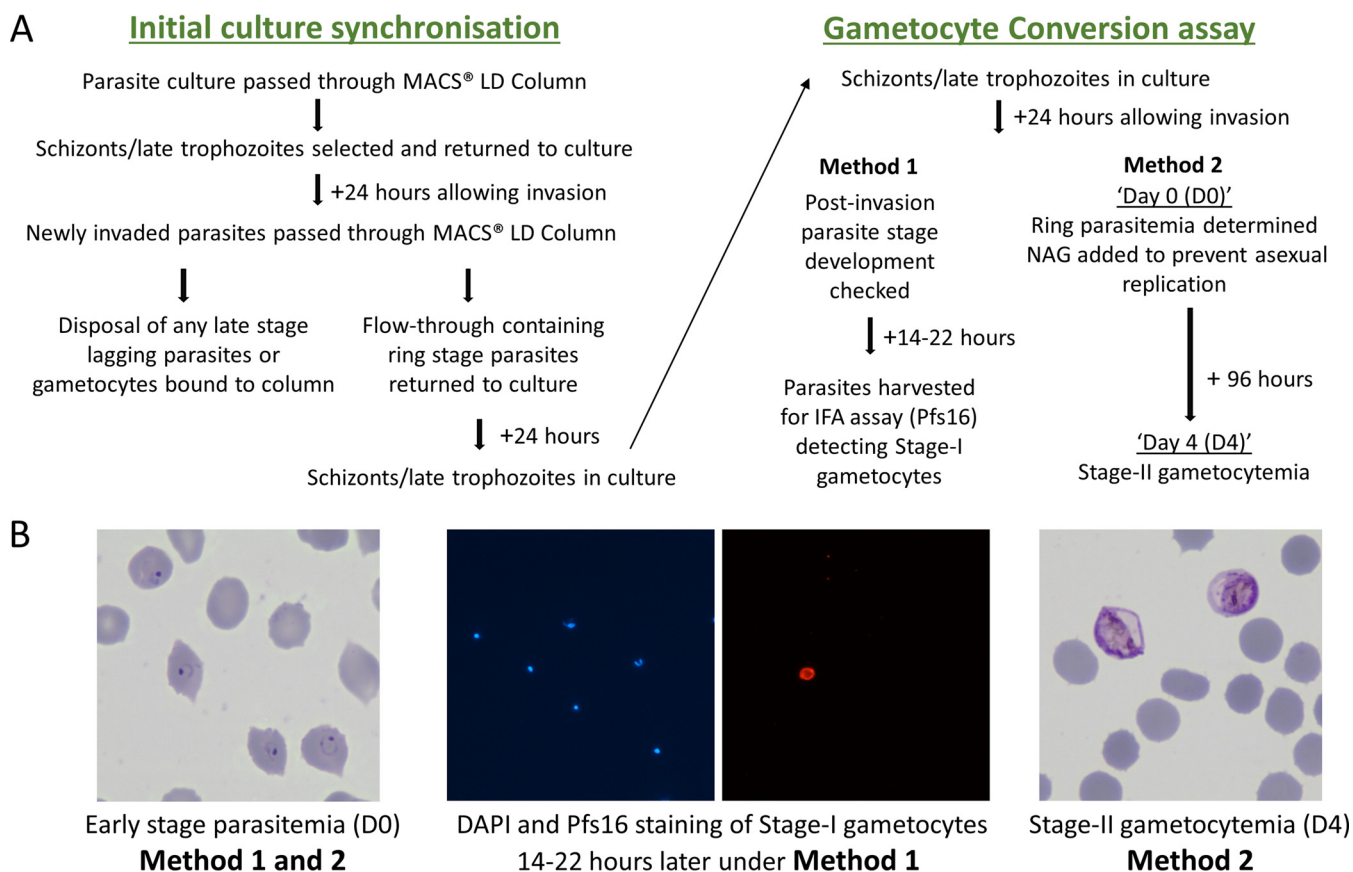 A
Initial culture synchronisation
Parasite culture passed through MACS® LD Column
Schizonts/late trophozoites selected and returned to culture
+24 hours allowing invasion
Newly invaded parasites passed through MACS® LD Column
Disposal of any late stage
lagging parasites or
gametocytes bound to column
Flow-through containing
ring stage parasites
returned to culture
+24 hours
Schizonts/late trophozoites in culture
Gametocyte Conversion assay
Schizonts/late trophozoites in culture
+24 hours allowing invasion
Method 1
Post-invasion
parasite stage
development
checked
+14-22 hours
Parasites harvested
for IFA assay (Pfs16)
detecting Stage-I
gametocytes
Method 2
‘Day 0 (D0)’
Ring parasitemia determined
NAG added to prevent asexual
replication
+ 96 hours
‘Day 4 (D4)’
Stage-II gametocytemia
B
Early stage parasitemia (D0)
Method 1 and 2
DAPI and Pfs16 staining of Stage-I gametocytes
14-22 hours later under Method 1
Stage-II gametocytemia (D4)
Method 2